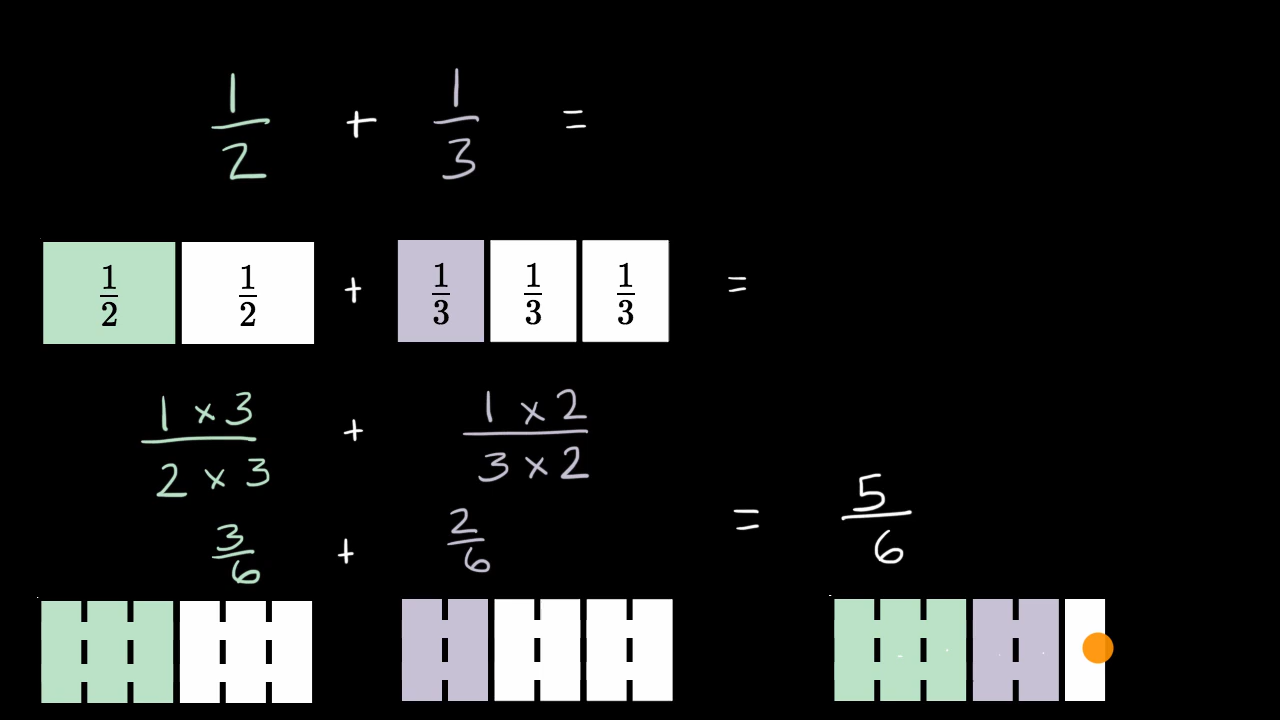 1/2 + 1/3 =
1/2 1/2 + 1/3 1/3 1/3 =
1 x 3 / 2 x 3 + 1 x 2 / 3 x 2
3/6 + 2/6 = 5/6